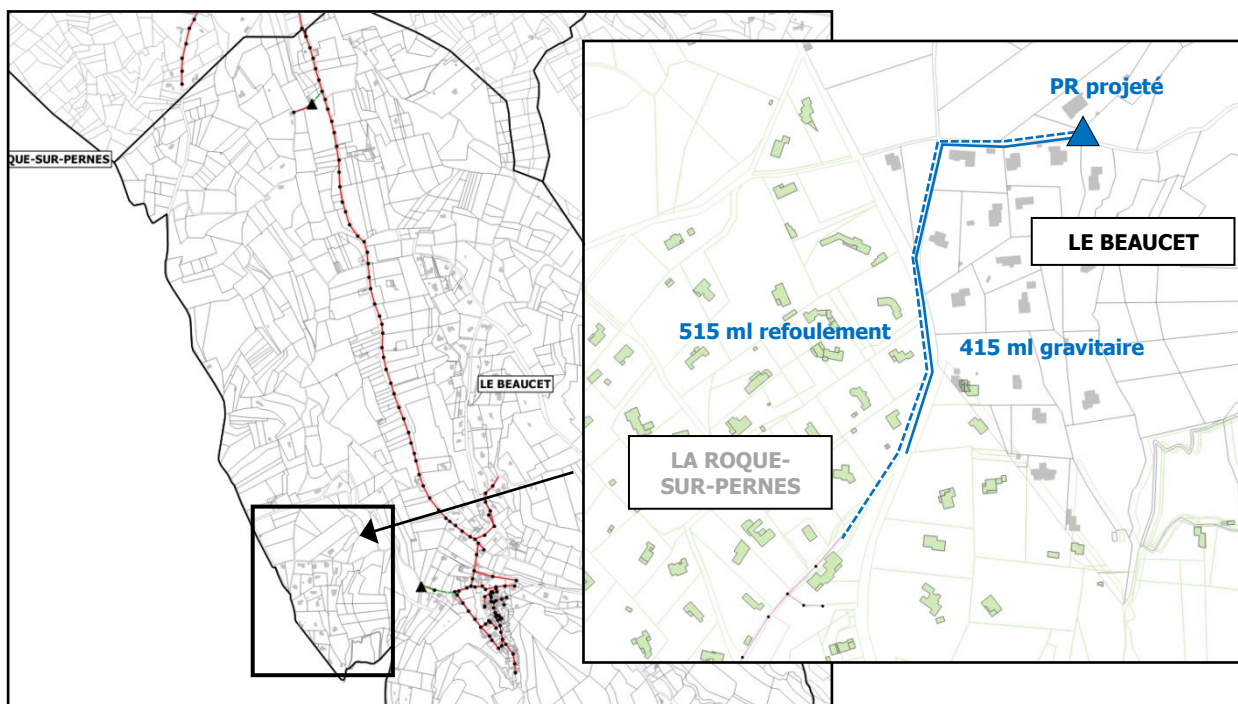 QUE-SUR-PERNES
LE BEAUCET
PR projeté
LE BEAUCET
515 ml refoulement
415 ml gravitaire
LA ROQUE-
SUR-PERNES